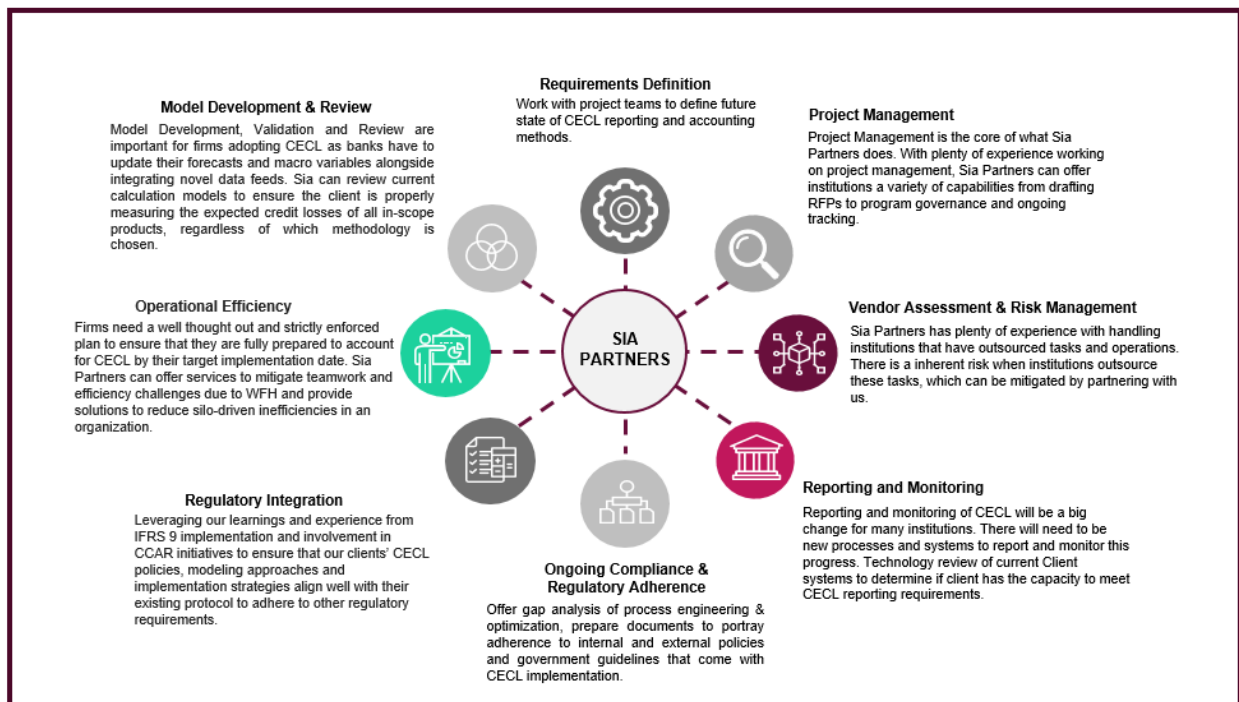 Requirements Definition
Work with project teams to define future
state of CECL reporting and accounting
methods.
Model Development & Review
Model Development, Validation and Review are
important for firms adopting CECL as banks have to
update their forecasts and macro variables alongside
integrating novel data feeds. Sia can review current
calculation models to ensure the client is properly
measuring the expected credit losses of all in-scope
products, regardless of which methodology is
chosen.
Project Management
Project Management is the core of what Sia
Partners does. With plenty of experience working
on project management, Sia Partners can offer
institutions a variety of capabilities from drafting
RFPs to program governance and ongoing
tracking.
Operational Efficiency
Firms need a well thought out and strictly enforced
plan to ensure that they are fully prepared to account
for CECL by their target implementation date. Sia
Partners can offer services to mitigate teamwork and
efficiency challenges due to WFH and provide
solutions to reduce silo-driven inefficiencies in an
organization.
SIA
PARTNERS
Vendor Assessment & Risk Management
Sia Partners has plenty of experience with handling
institutions that have outsourced tasks and operations.
There is a inherent risk when institutions outsource
these tasks, which can be mitigated by partnering with
us.
Regulatory Integration
Leveraging our learnings and experience from
IFRS 9 implementation and involvement in
CCAR initiatives to ensure that our clients' CECL
policies, modeling approaches and
implementation strategies align well with their
existing protocol to adhere to other regulatory
requirements.
Reporting and Monitoring
Reporting and monitoring of CECL will be a big
change for many institutions. There will need to be
new processes and systems to report and monitor this
progress. Technology review of current Client
systems to determine if client has the capacity to meet
CECL reporting requirements.
Ongoing Compliance &
Regulatory Adherence
Offer gap analysis of process engineering &
optimization, prepare documents to portray
adherence to internal and external policies
and government guidelines that come with
CECL implementation.